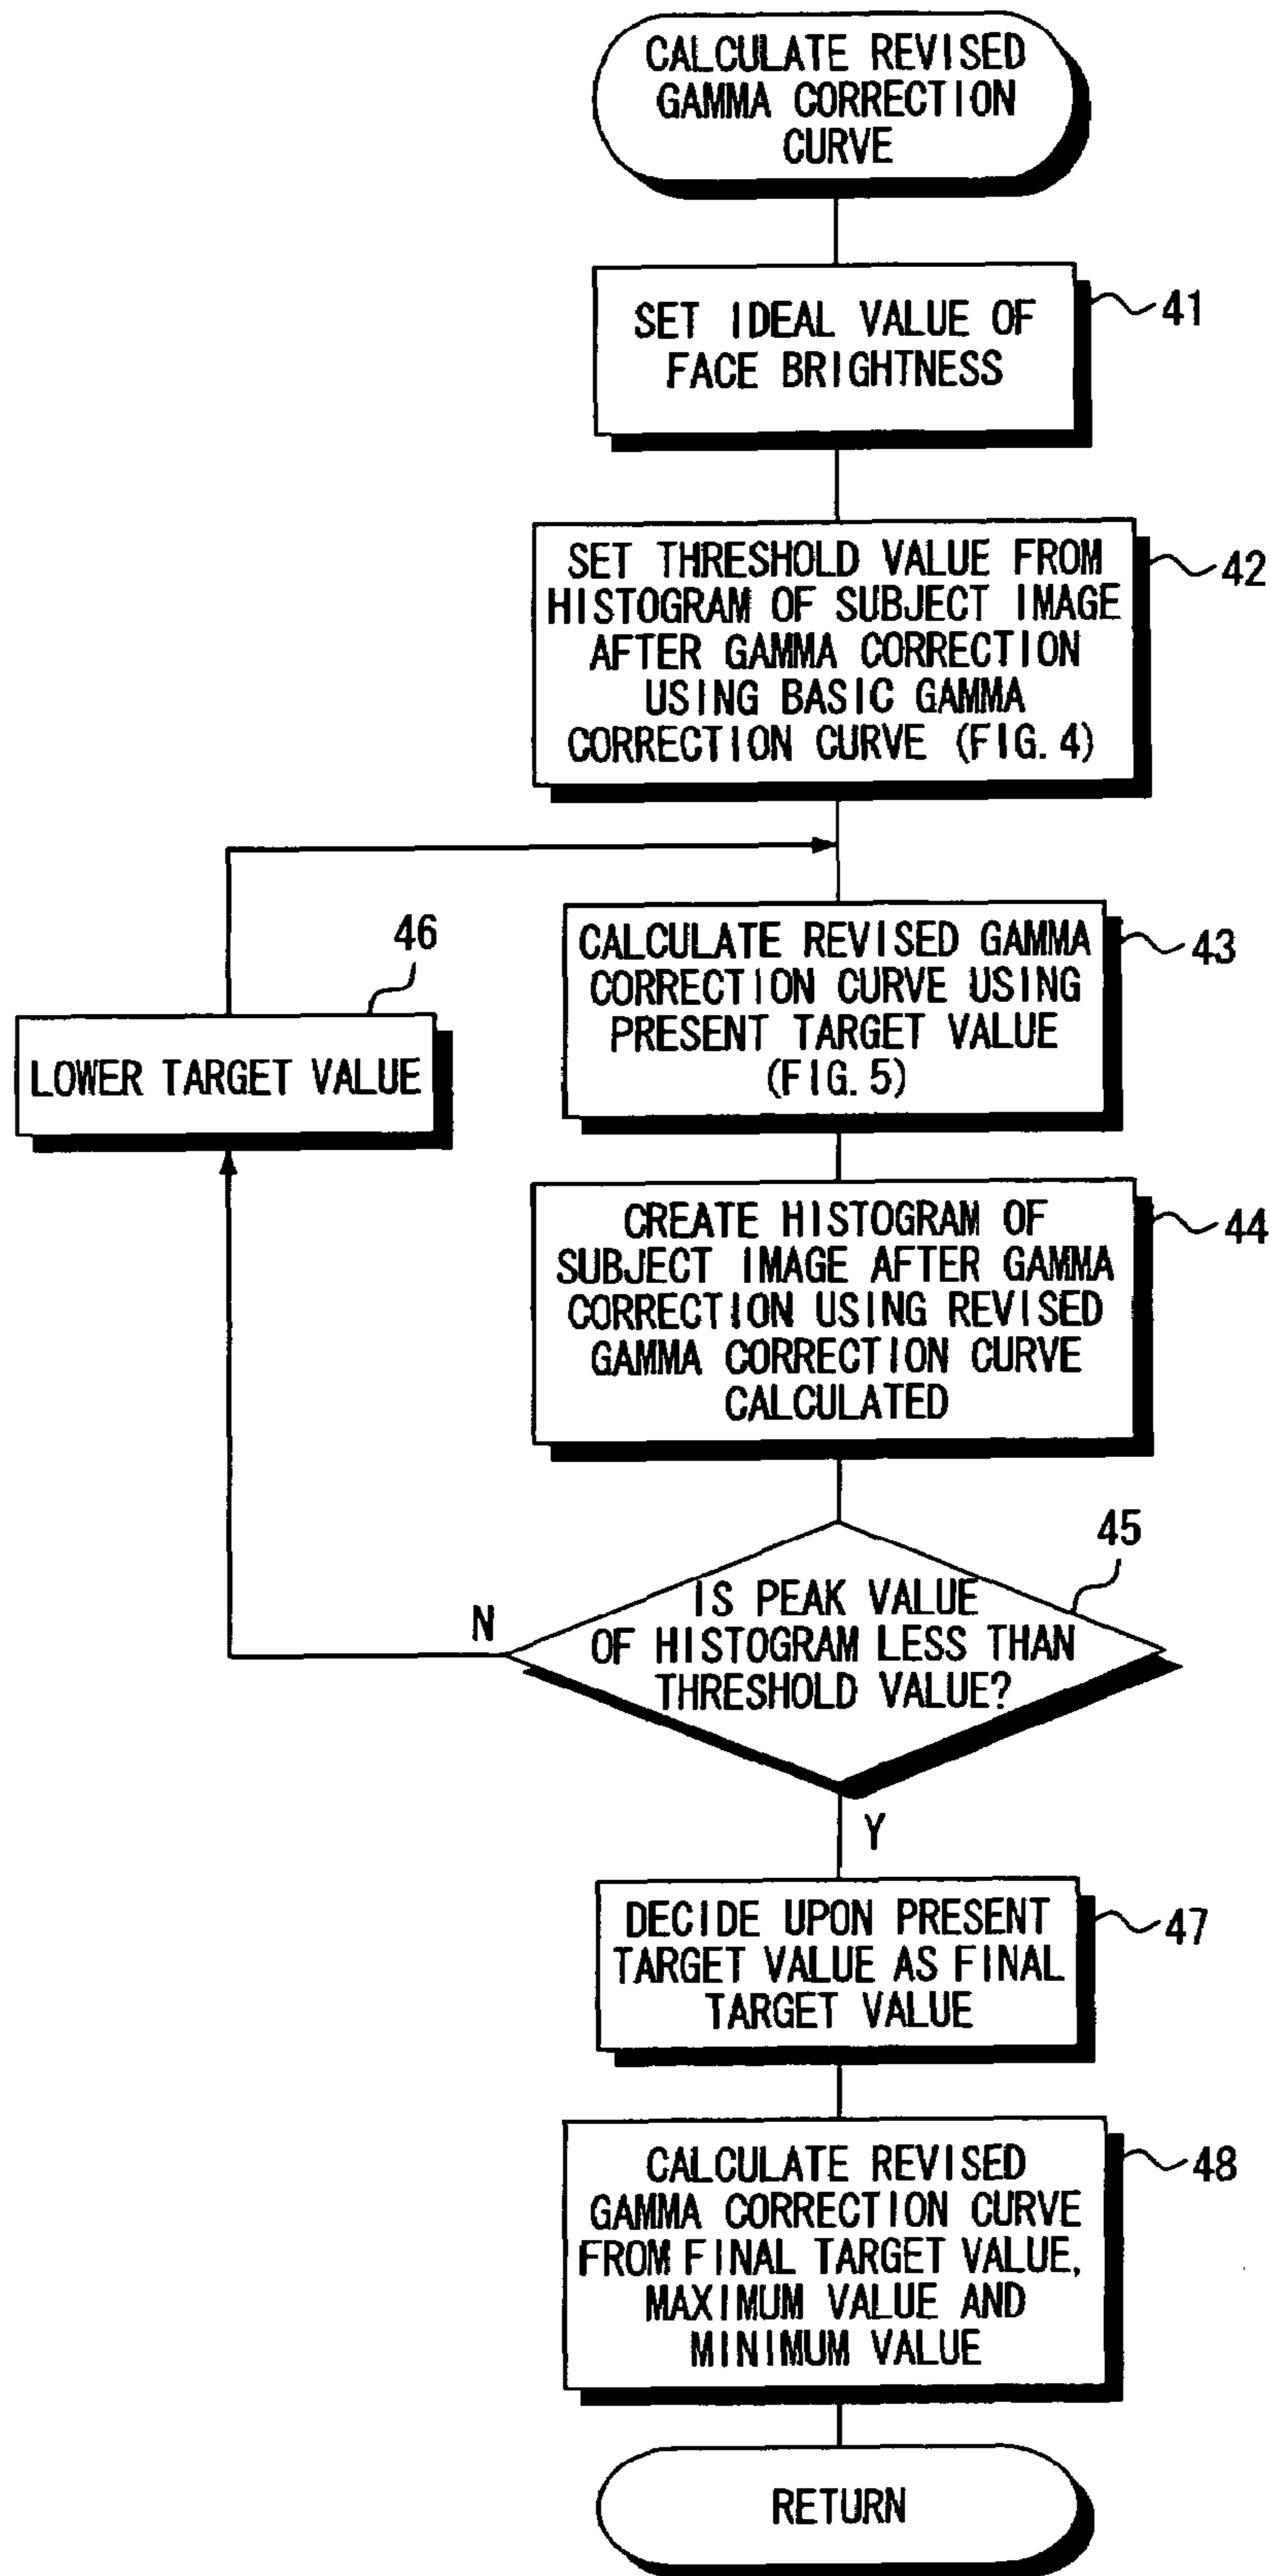 CALCULATE REVISED
GAMMA CORRECTION
CURVE
SET IDEAL VALUE OF
FACE BRIGHTNESS
41
SET THRESHOLD VALUE FROM
HISTOGRAM OF SUBJECT IMAGE
AFTER GAMMA CORRECTION
USING BASIC GAMMA
CORRECTION CURVE (FIG. 4)
42
CALCULATE REVISED GAMMA
CORRECTION CURVE USING
PRESENT TARGET VALUE
(FIG. 5)
43
46
LOWER TARGET VALUE
CREATE HISTOGRAM OF
SUBJECT IMAGE AFTER GAMMA
CORRECTION USING REVISED
GAMMA CORRECTION CURVE
CALCULATED
44
45
IS PEAK VALUE
OF HISTOGRAM LESS THAN
THRESHOLD VALUE?
N
Y
DECIDE UPON PRESENT
TARGET VALUE AS FINAL
TARGET VALUE
47
CALCULATE REVISED
GAMMA CORRECTION CURVE
FROM FINAL TARGET VALUE,
MAXIMUM VALUE AND
MINIMUM VALUE
48
RETURN